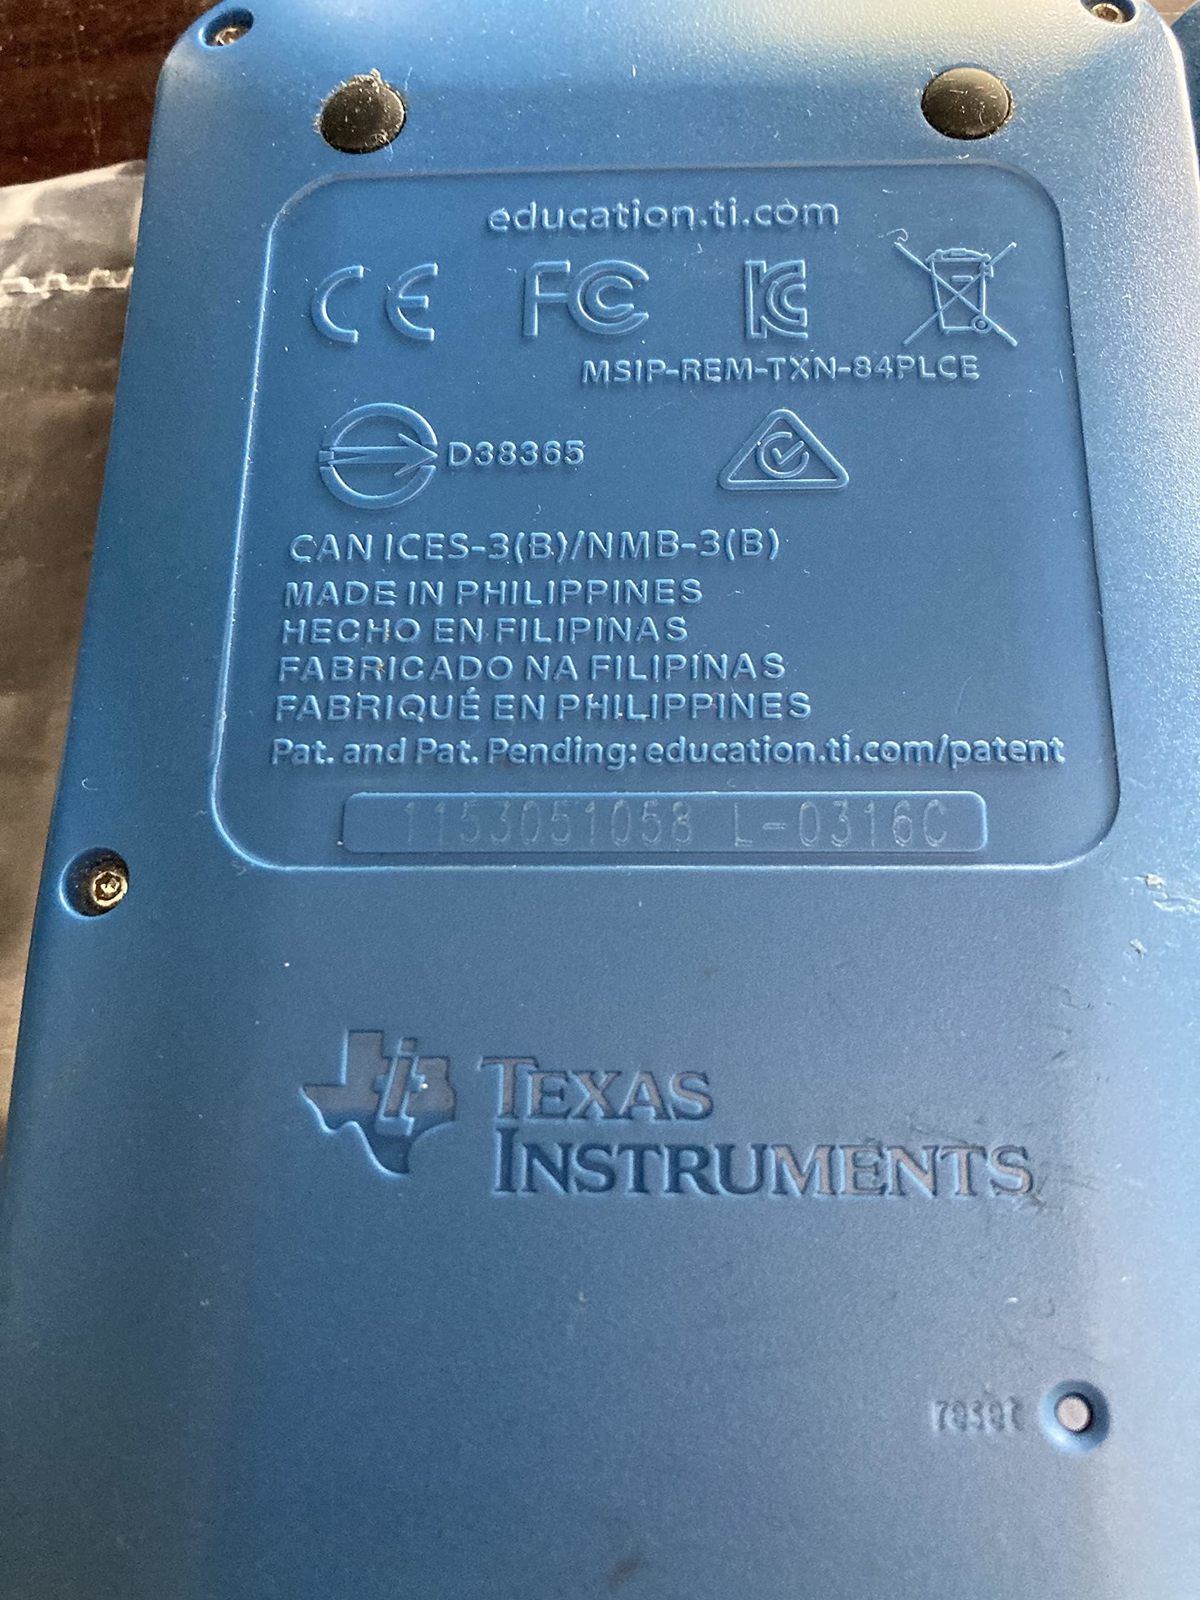 education.ti.com
CE FC KC
MSIP-REM-TXN-84PLCE
D38365
CAN ICES-3(B)/NMB-3(B)
MADE IN PHILIPPINES
HECHO EN FILIPINAS
FABRICADO NA FILIPINAS
FABRIQUÉ EN PHILIPPINES
Pat. and Pat. Pending: education.ti.com/patent
1153051058 L-0316C
ti TEXAS
INSTRUMENTS
reset